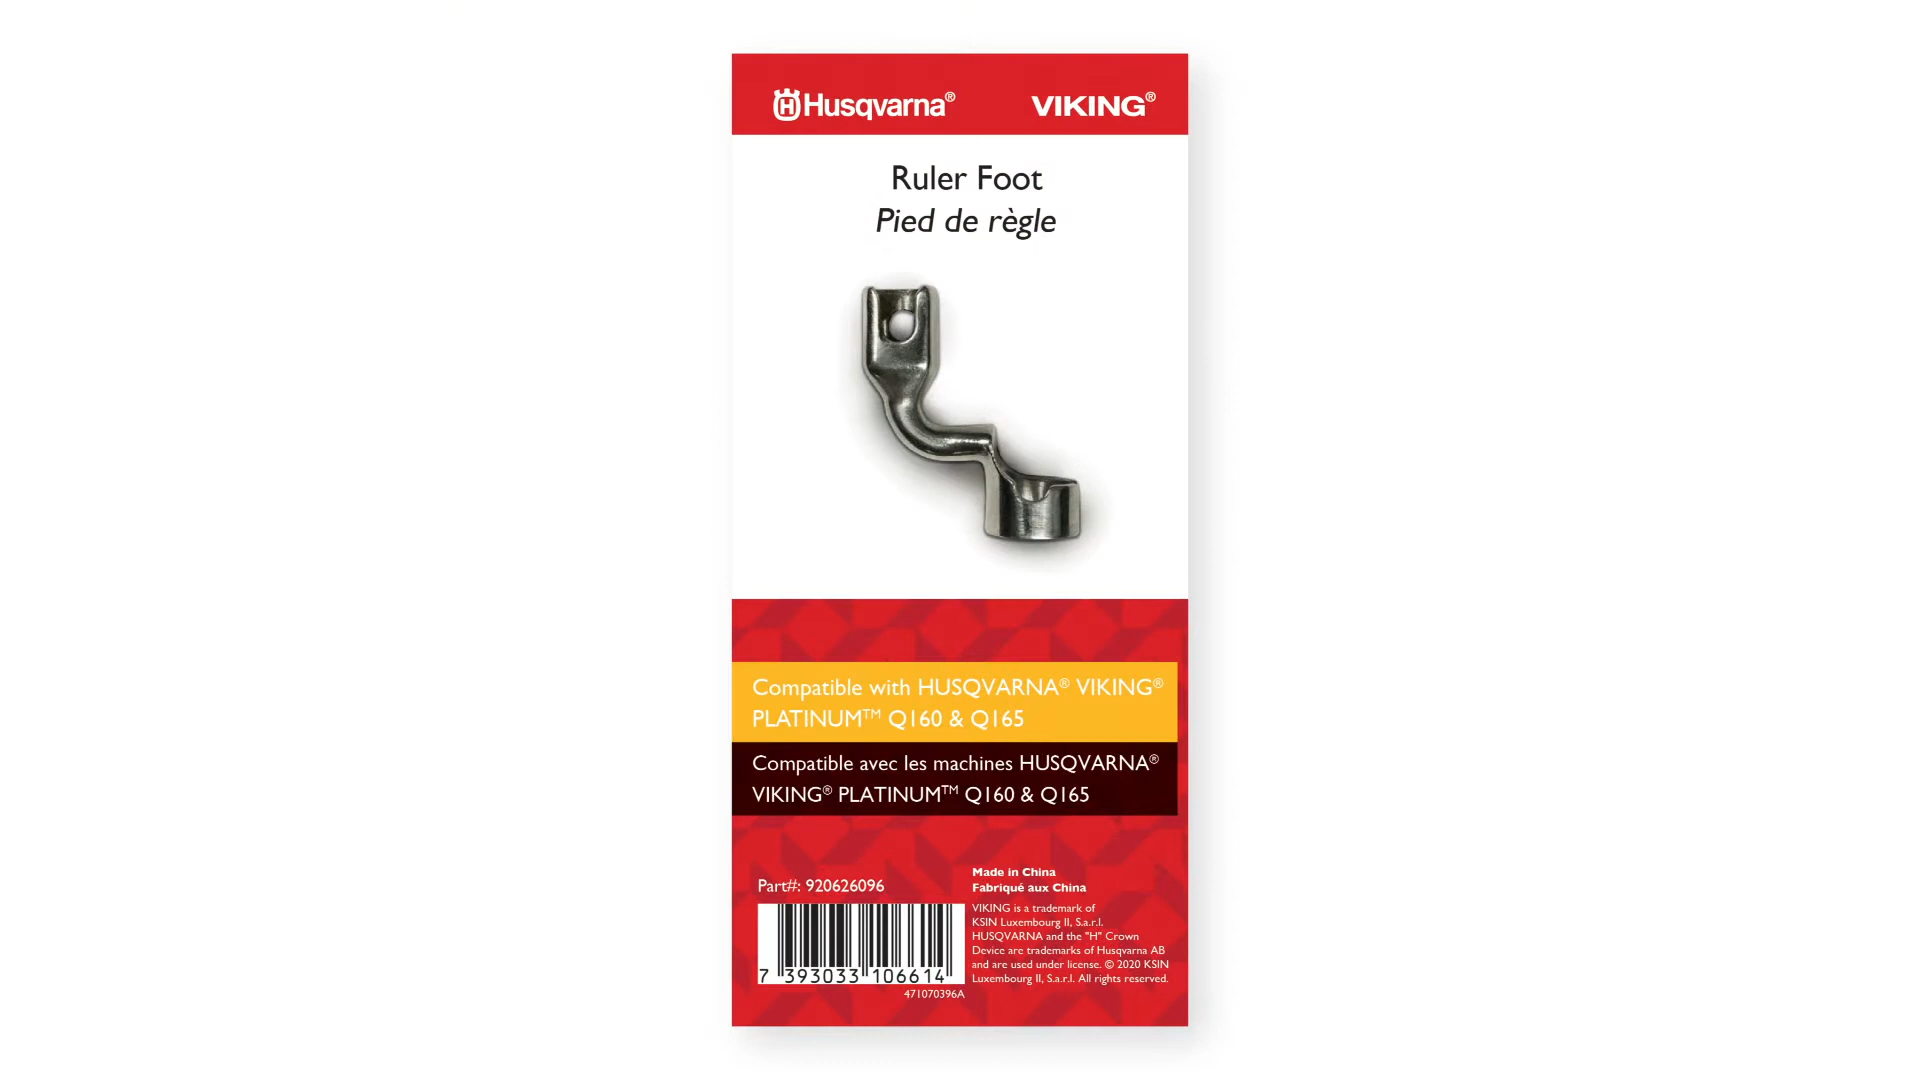 Husqvarna® VIKING®
Ruler Foot
Pied de règle
Compatible with HUSQVARNA® VIKING®
PLATINUM™ Q160 & Q165
Compatible avec les machines HUSQVARNA®
VIKING® PLATINUM™ Q160 & Q165
Part#: 920626096
7 393033 106614
471070396A
Made in China
Fabriqué aux China
VIKING is a trademark of
KSIN Luxembourg II, S.a.r.l.
HUSQVARNA and the "H" Crown
Device are trademarks of Husqvarna AB
and are used under license. © 2020 KSIN
Luxembourg II, S.a.r.l. All rights reserved.